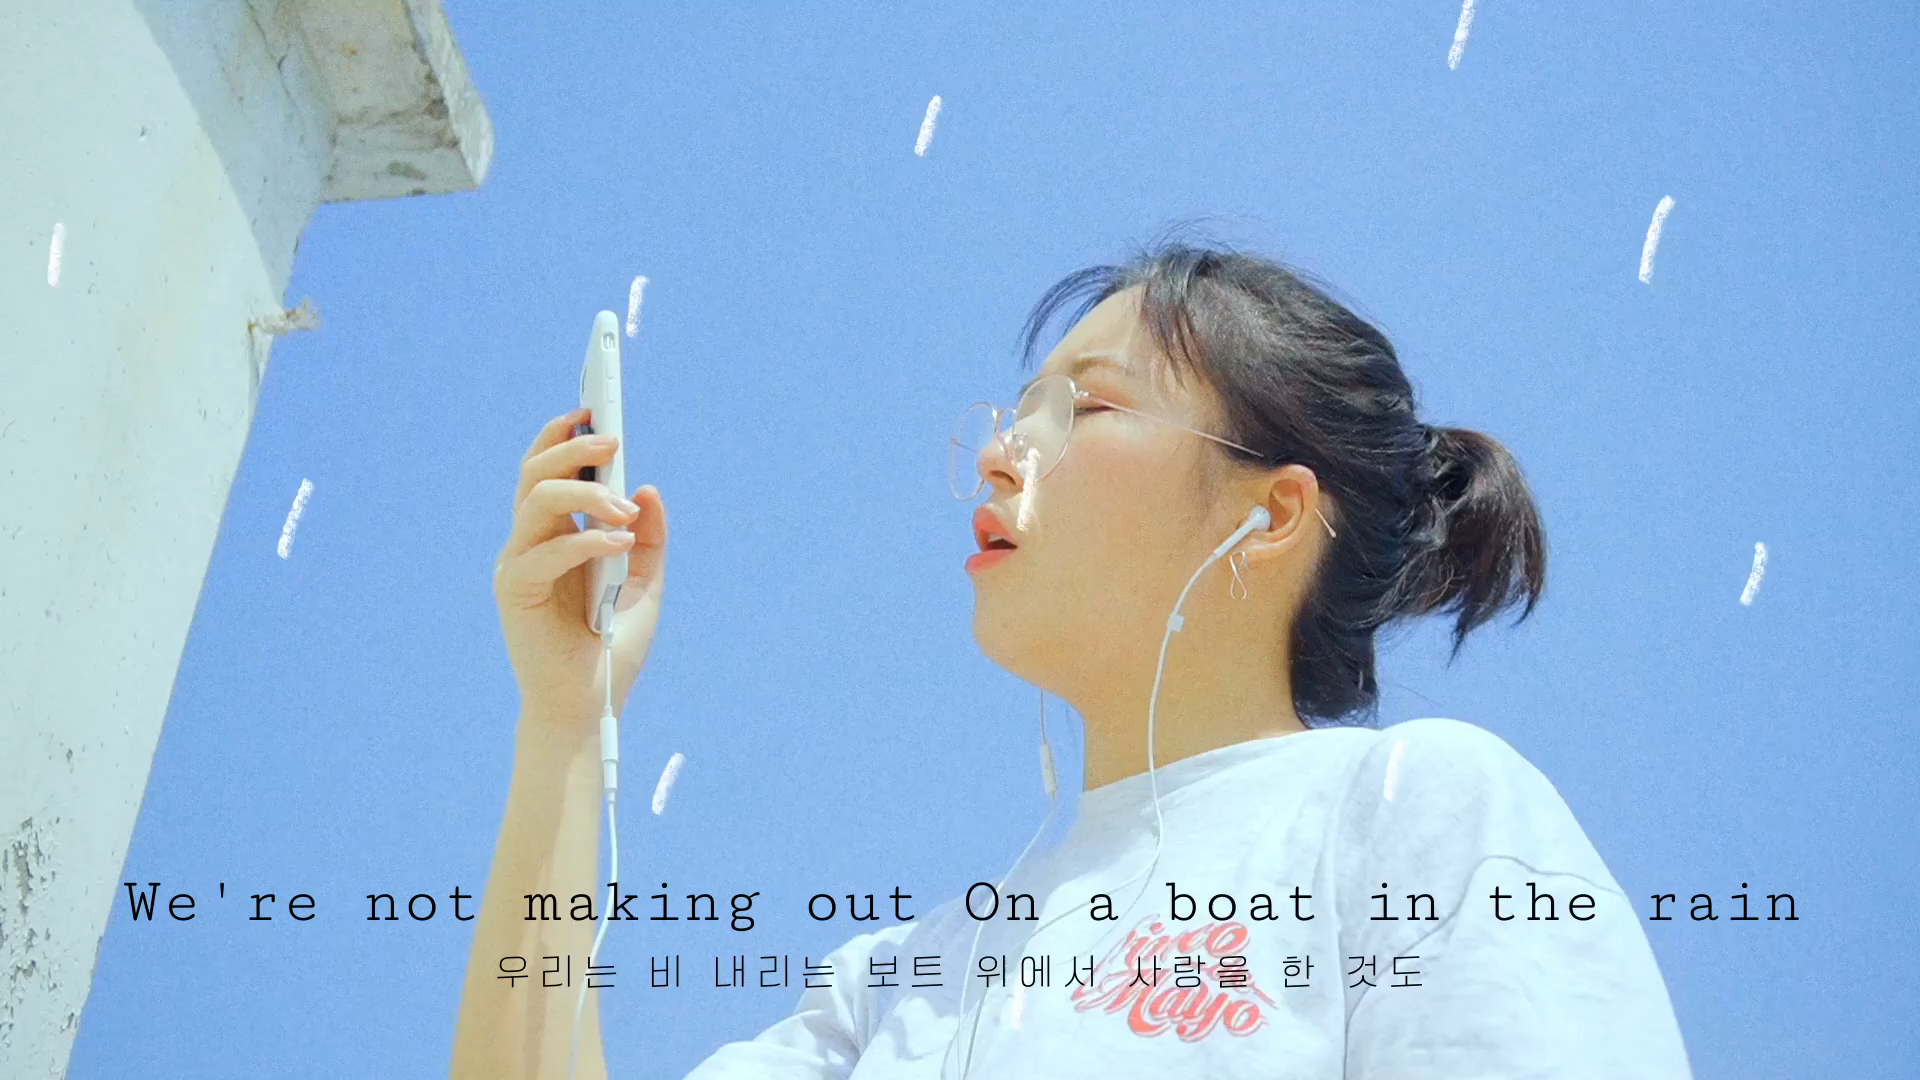 We're not making out On a boat in the rain
우리는 비 내리는 보트 위에서 사랑을 한 것도
Mayo